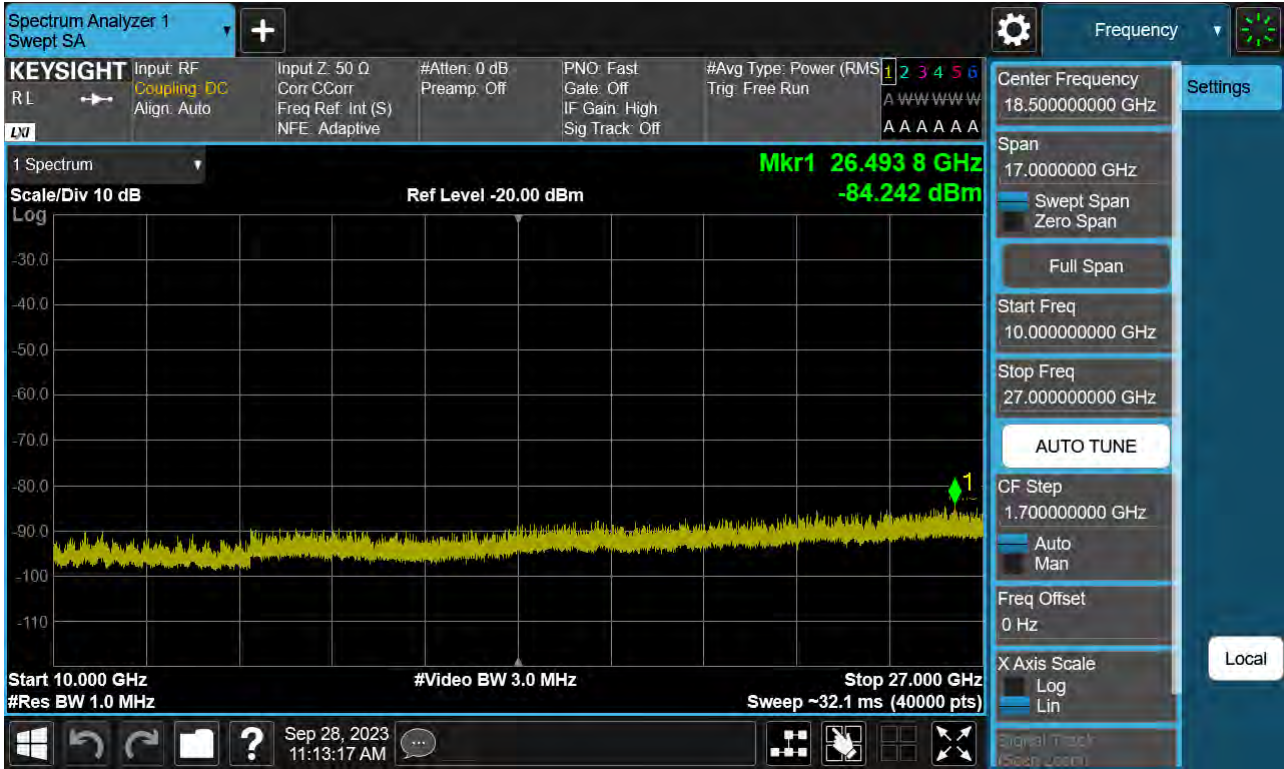 Spectrum Analyzer 1
Swept SA
+
Frequency
KEYSIGHT
RL
LXI
Input: RF
Coupling: DC
Align: Auto
Input Z: 50 Ω
Corr CCorr
Freq Ref: Int (S)
NFE: Adaptive
#Atten: 0 dB
Preamp: Off
PNO: Fast
Gate: Off
IF Gain: High
Sig Track: Off
#Avg Type: Power (RMS
Trig: Free Run
1 2 3 4 5 6
A W W W W W
A A A A A A
1 Spectrum
Scale/Div 10 dB
Ref Level -20.00 dBm
Mkr1 26.493 8 GHz
-84.242 dBm
Log
-30.0
-40.0
-50.0
-60.0
-70.0
-80.0
-90.0
-100
-110
1
Start 10.000 GHz
#Res BW 1.0 MHz
#Video BW 3.0 MHz
Stop 27.000 GHz
Sweep ~32.1 ms (40000 pts)
Center Frequency
18.500000000 GHz
Span
17.0000000 GHz
Swept Span
Zero Span
Full Span
Start Freq
10.000000000 GHz
Stop Freq
27.000000000 GHz
AUTO TUNE
CF Step
1.700000000 GHz
Auto
Man
Freq Offset
0 Hz
X Axis Scale
Log
Lin
Signal Track
(Span Zoom)
Settings
Local
?
Sep 28, 2023
11:13:17 AM